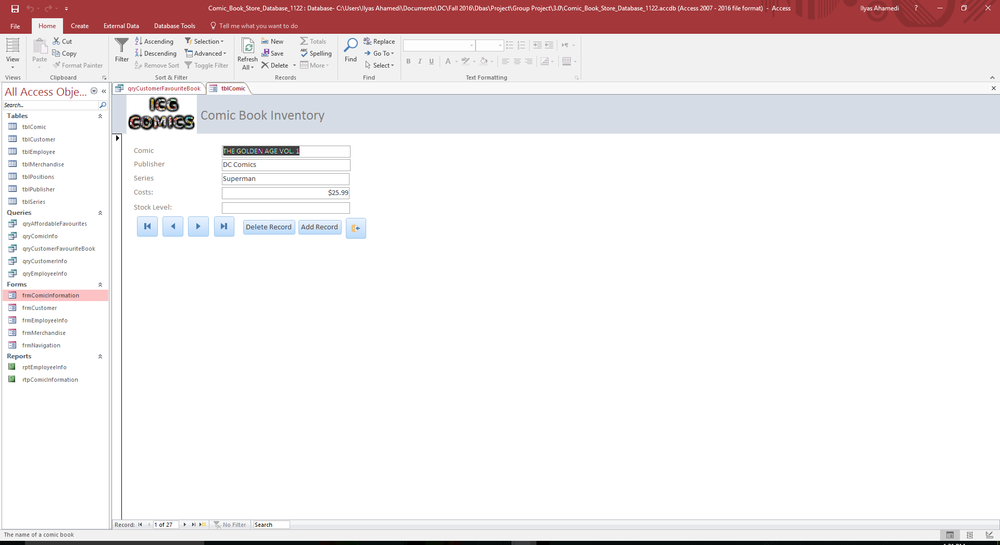 Comic_Book_Store_Database_1122 : Database- C:\Users\Ilyas Ahamedi\Documents\DC\Fall 2016\Dbas\Project\Group Project\3.0\Comic_Book_Store_Database_1122.accdb (Access 2007 - 2016 file format) - Access
Ilyas Ahamedi ?
File Home Create External Data Database Tools Tell me what you want to do
View
Views
Paste
Cut
Copy
Format Painter
Clipboard
Filter
Ascending
Descending
Remove Sort
Selection
Advanced
Toggle Filter
Sort & Filter
Refresh
All
New
Save
Delete
Totals
Spelling
More
Records
Find
Replace
Go To
Select
Find
B I U A
Text Formatting
All Access Obje...
Search...
Tables
tblComic
tblCustomer
tblEmployee
tblMerchandise
tblPositions
tblPublisher
tblSeries
Queries
qryAffordableFavourites
qryComicInfo
qryCustomerFavouriteBook
qryCustomerInfo
qryEmployeeInfo
Forms
frmComicInformation
frmCustomer
frmEmployeeInfo
frmMerchandise
frmNavigation
Reports
rptEmployeeInfo
rtpComicInformation
qryCustomerFavouriteBook tblComic
ICG
COMICS
Comic Book Inventory
Comic THE GOLDEN AGE VOL. 1
Publisher DC Comics
Series Superman
Costs: $25.99
Stock Level:
Delete Record Add Record
Record: 1 of 27 No Filter Search
The name of a comic book